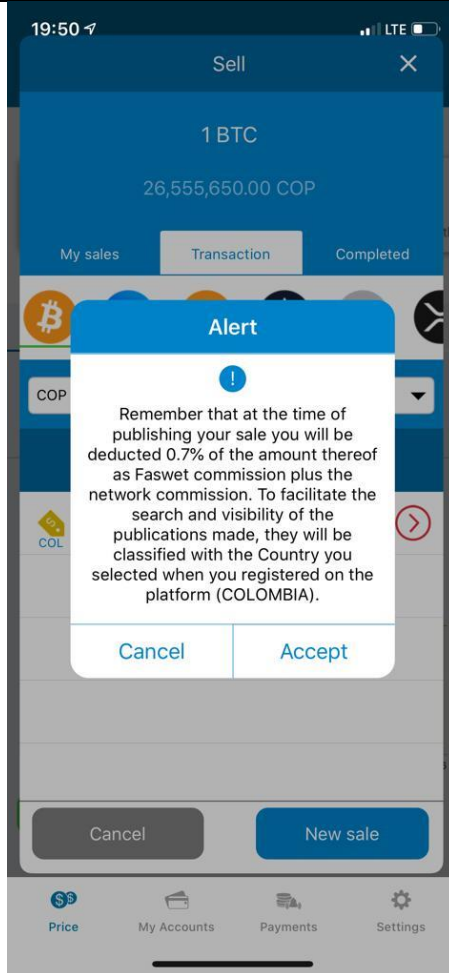 19:50
LTE
Sell
1 BTC
26,555,650.00 COP
My sales Transaction Completed
Alert
COP
Remember that at the time of
publishing your sale you will be
deducted 0.7% of the amount thereof
as Faswet commission plus the
network commission. To facilitate the
search and visibility of the
publications made, they will be
classified with the Country you
selected when you registered on the
platform (COLOMBIA).
COL
Cancel Accept
Cancel New sale
Price My Accounts Payments Settings